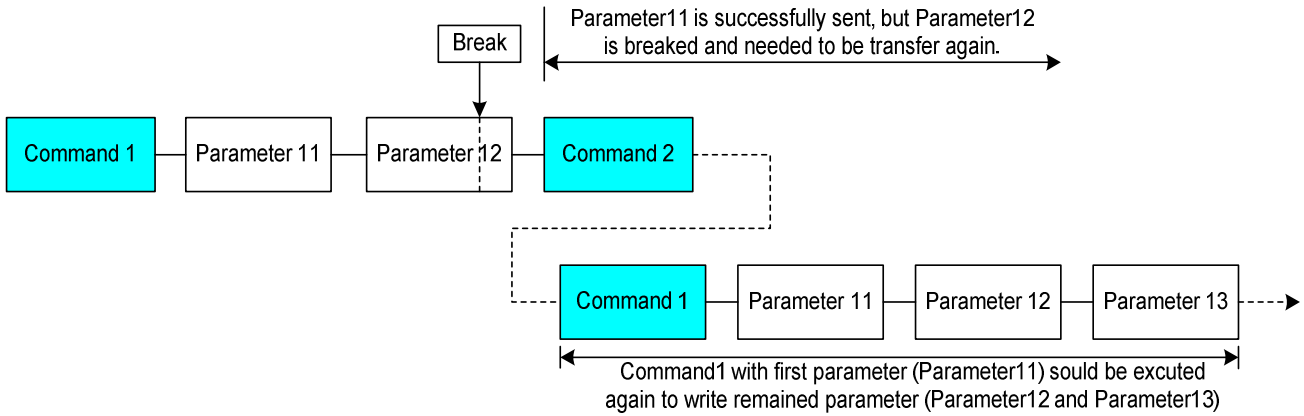 Parameter11 is successfully sent, but Parameter12
is breaked and needed to be transfer again.
Break
Command 1
Parameter 11
Parameter 12
Command 2
Command 1
Parameter 11
Parameter 12
Parameter 13
Command1 with first parameter (Parameter11) sould be excuted
again to write remained parameter (Parameter12 and Parameter13)